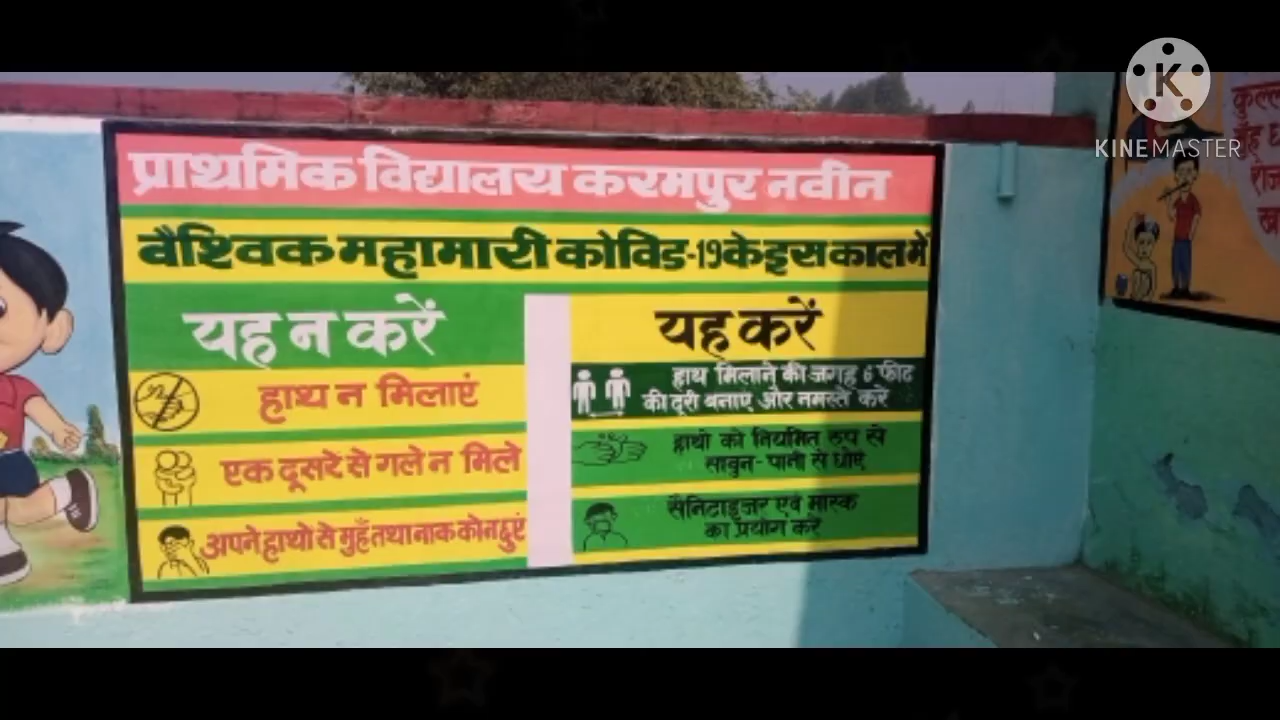 प्राथमिक विद्यालय करमपुर नवीन
वैश्विक महामारी कोविड-19 के इस काल में
यह न करें
हाथ न मिलाएं
एक दूसरे से गले न मिले
अपने हाथो से मुहँ तथा नाक को न छुएं
यह करें
हाथ मिलाने की जगह 6 फीट
की दूरी बनाए और नमस्ते करें
हाथो को नियमित रुप से
साबुन-पानी से धोएं
सैनिटाइजर एवं मास्क
का प्रयोग करें
K
KINEMASTER